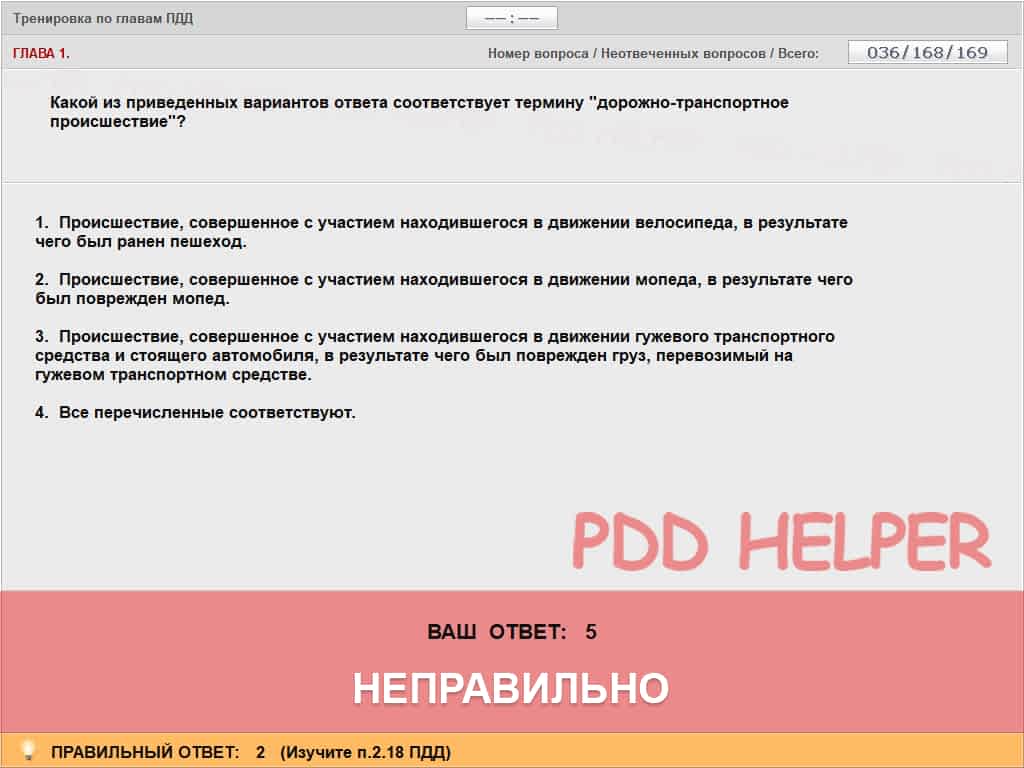 Тренировка по главам ПДД
—— : ——
ГЛАВА 1.
Номер вопроса / Неотвеченных вопросов / Всего:
036/168/169
Какой из приведенных вариантов ответа соответствует термину "дорожно-транспортное
происшествие"?
1. Происшествие, совершенное с участием находившегося в движении велосипеда, в результате
чего был ранен пешеход.
2. Происшествие, совершенное с участием находившегося в движении мопеда, в результате чего
был поврежден мопед.
3. Происшествие, совершенное с участием находившегося в движении гужевого транспортного
средства и стоящего автомобиля, в результате чего был поврежден груз, перевозимый на
гужевом транспортном средстве.
4. Все перечисленные соответствуют.
PDD HELPER
ВАШ ОТВЕТ: 5
НЕПРАВИЛЬНО
ПРАВИЛЬНЫЙ ОТВЕТ: 2 (Изучите п.2.18 ПДД)